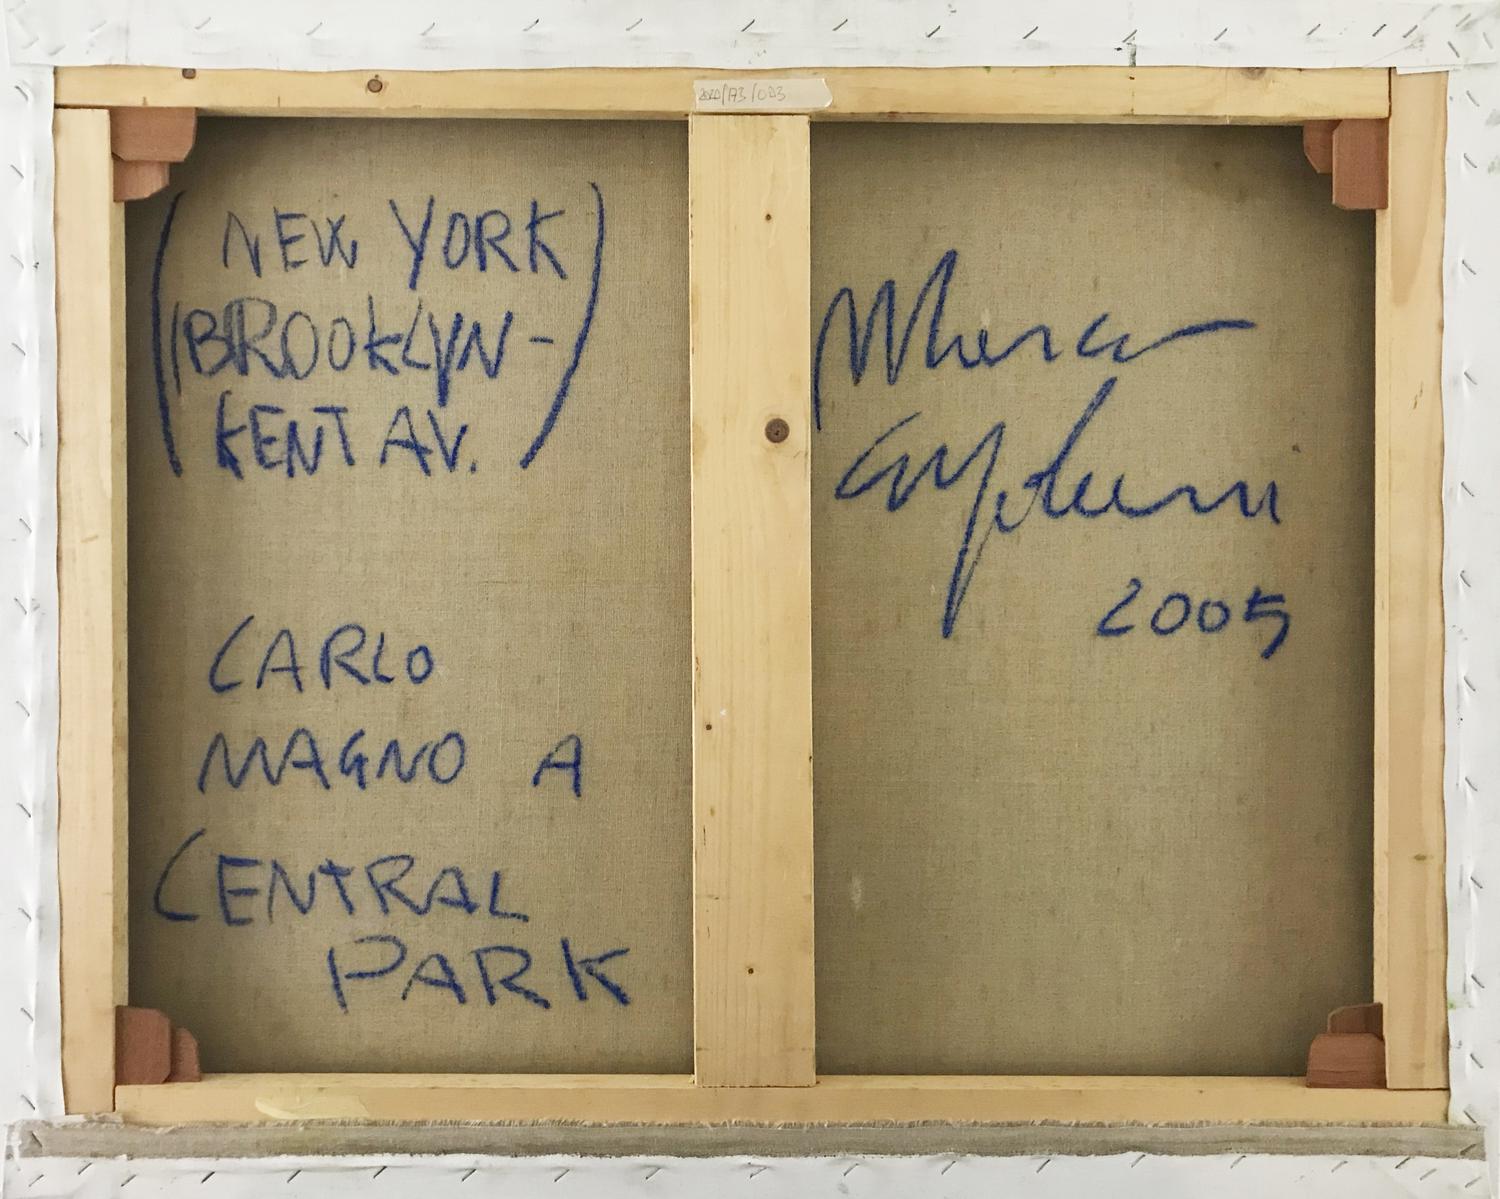 (NEW YORK
(BROOKLYN-
KENT AV.)
CARLO
MAGNO A
CENTRAL
PARK
2005